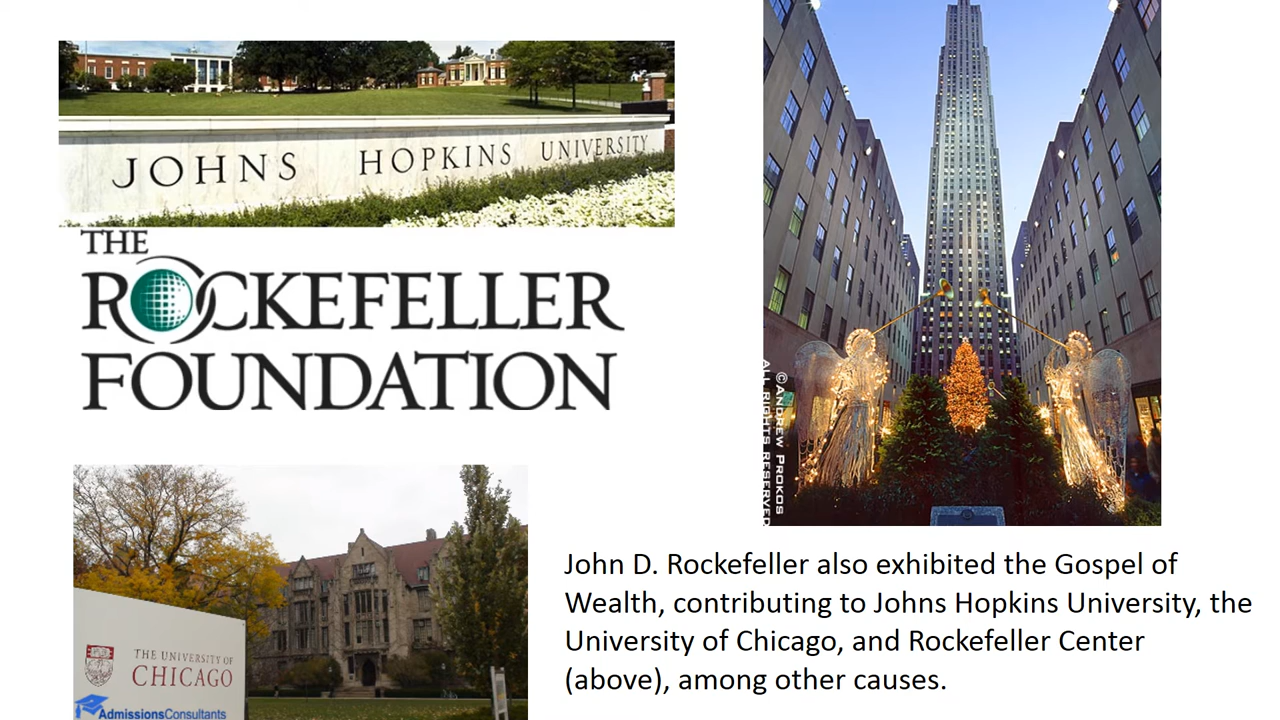 JOHNS HOPKINS UNIVERSITY
THE
ROCKEFELLER
FOUNDATION
©ANDREW PROKOS
ALL RIGHTS RESERVED
THE UNIVERSITY OF
CHICAGO
AdmissionsConsultants
John D. Rockefeller also exhibited the Gospel of
Wealth, contributing to Johns Hopkins University, the
University of Chicago, and Rockefeller Center
(above), among other causes.